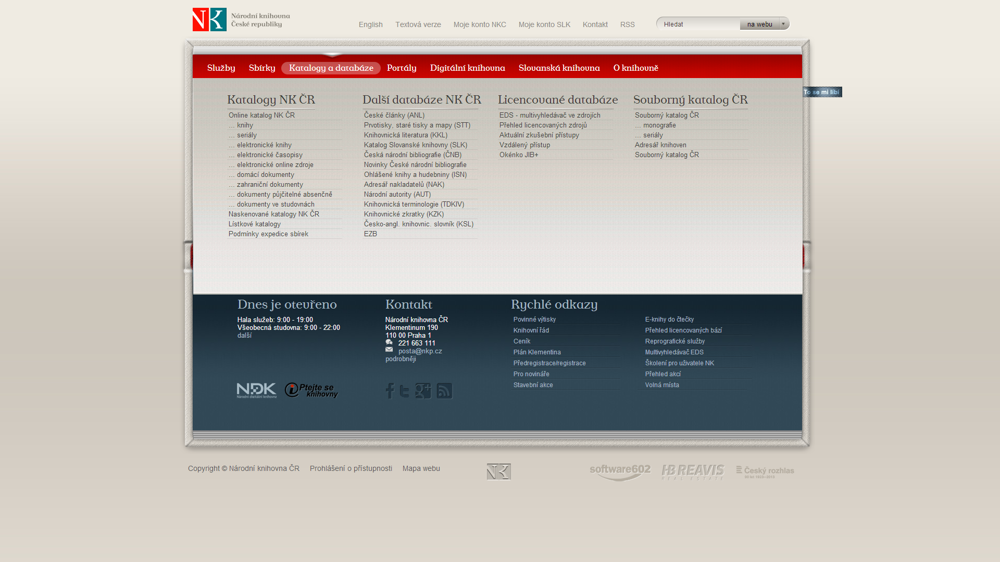 Národní knihovna
České republiky
English
Textová verze
Moje konto NKC
Moje konto SLK
Kontakt
RSS
Hledat
na webu
Služby
Sbírky
Katalogy a databáze
Portály
Digitální knihovna
Slovanská knihovna
O knihovně
To se mi líbí
Katalogy NK ČR
Online katalog NK ČR
... knihy
... seriály
... elektronické knihy
... elektronické časopisy
... elektronické online zdroje
... domácí dokumenty
... zahraniční dokumenty
... dokumenty půjčitelné absenčně
... dokumenty ve studovnách
Naskenované katalogy NK ČR
Lístkové katalogy
Podmínky expedice sbírek
Další databáze NK ČR
České články (ANL)
Prvotisky, staré tisky a mapy (STT)
Knihovnická literatura (KKL)
Katalog Slovanské knihovny (SLK)
Česká národní bibliografie (ČNB)
Novinky České národní bibliografie
Ohlášené knihy a hudebniny (ISN)
Adresář nakladatelů (NAK)
Národní autority (AUT)
Knihovnická terminologie (TDKIV)
Knihovnické zkratky (KZK)
Česko-angl. knihovnic. slovník (KSL)
EZB
Licencované databáze
EDS - multivyhledávač ve zdrojích
Přehled licencovaných zdrojů
Aktuální zkušební přístupy
Vzdálený přístup
Okénko JIB+
Souborný katalog ČR
Souborný katalog ČR
... monografie
... seriály
Adresář knihoven
Souborný katalog ČR
Dnes je otevřeno
Hala služeb: 9:00 - 19:00
Všeobecná studovna: 9:00 - 22:00
další
NDK
Národní digitální knihovna
Ptejte se
knihovny
Kontakt
Národní knihovna ČR
Klementinum 190
110 00 Praha 1
221 663 111
posta@nkp.cz
podrobněji
Rychlé odkazy
Povinné výtisky
Knihovní řád
Ceník
Plán Klementina
Předregistrace/registrace
Pro novináře
Stavební akce
E-knihy do čtečky
Přehled licencovaných bází
Reprografické služby
Multivyhledávač EDS
Školení pro uživatele NK
Přehled akcí
Volná místa
Copyright © Národní knihovna ČR
Prohlášení o přístupnosti
Mapa webu
NK
software602
HB REAVIS
REAL ESTATE
Český rozhlas
90 let 1923–2013